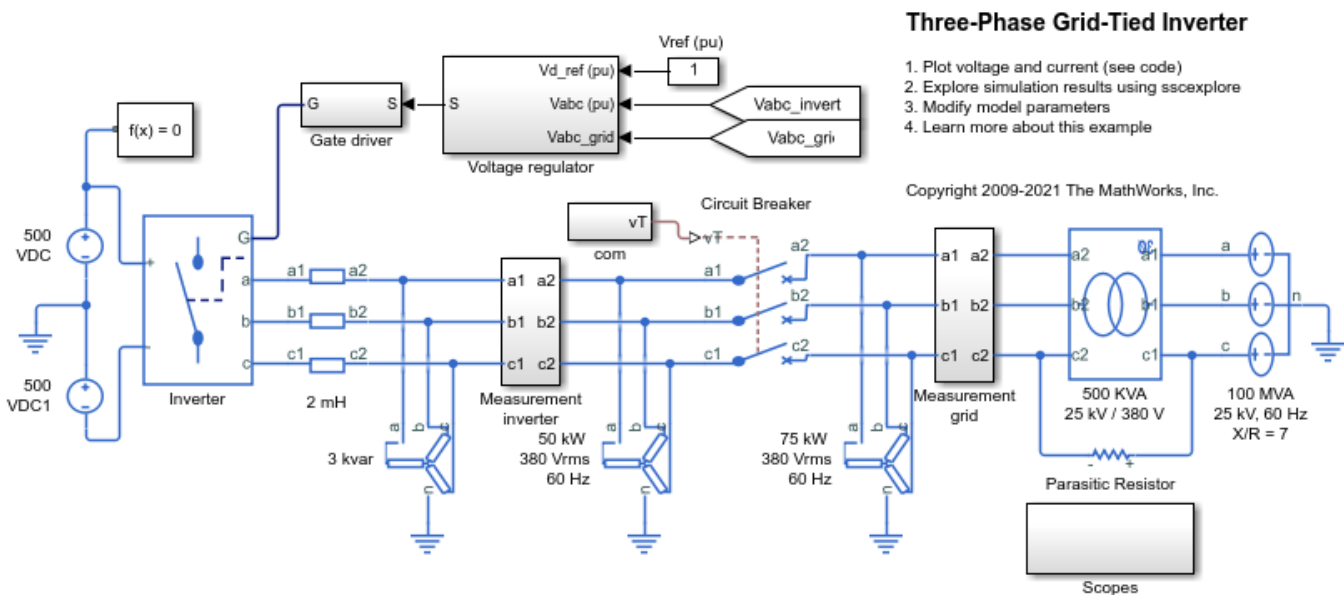 Three-Phase Grid-Tied Inverter
1. Plot voltage and current (see code)
2. Explore simulation results using sscexplore
3. Modify model parameters
4. Learn more about this example
Copyright 2009-2021 The MathWorks, Inc.
Vref (pu)
1
Vd_ref (pu)
Vabc (pu)
Vabc_grid
S
Vabc_invert
Vabc_gri
Voltage regulator
G
S
Gate driver
f(x) = 0
500
VDC
500
VDC1
+
-
G
a
b
c
Inverter
a1
a2
b1
b2
c1
c2
2 mH
a
b
c
n
3 kvar
a1
a2
b1
b2
c1
c2
Measurement
inverter
50 kW
380 Vrms
60 Hz
a
b
c
n
vT
com
Circuit Breaker
vT
a1
a2
b1
b2
c1
c2
75 kW
380 Vrms
60 Hz
a
b
c
n
a1
a2
b1
b2
c1
c2
Measurement
grid
a2
a1
b2
b1
c2
c1
500 KVA
25 kV / 380 V
-
+
Parasitic Resistor
a
b
c
n
100 MVA
25 kV, 60 Hz
X/R = 7
Scopes